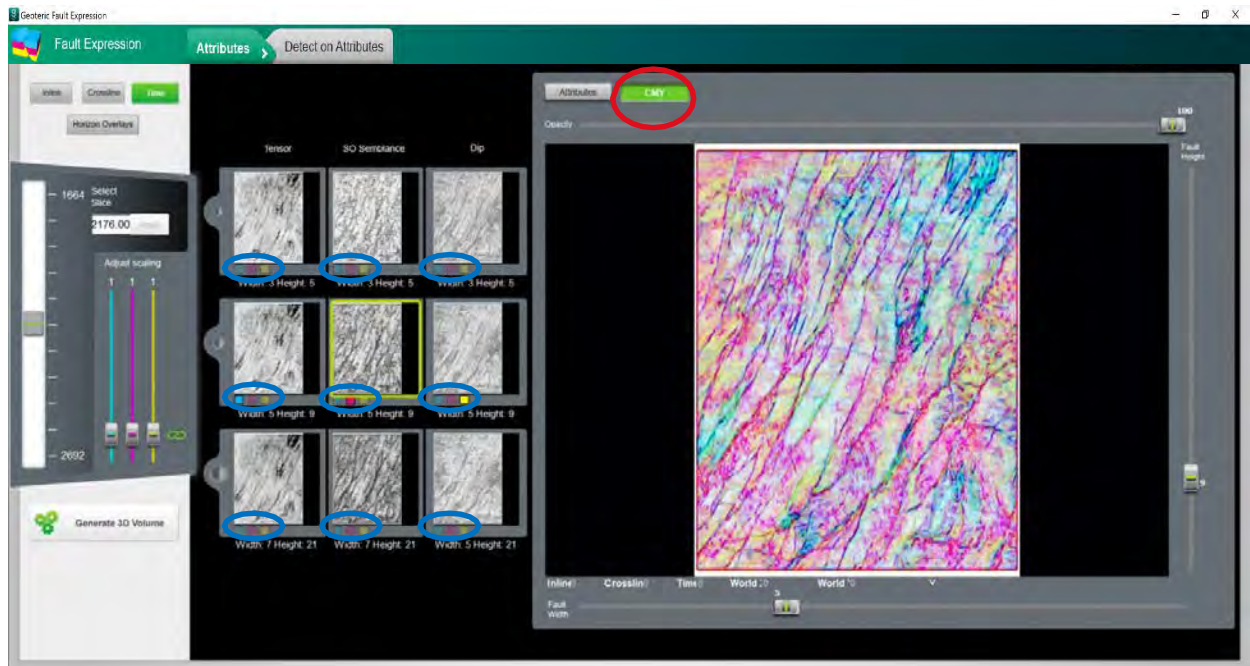 Geoteric Fault Expression
Fault Expression
Attributes
Detect on Attributes
Inline
Crossline
Time
Horizon Overlays
Attributes
CMY
Opacity
100
Fault
Height
Tensor
SO Semblance
Dip
1664
Select
Slice
2176.00
Adjust scaling
1 1 1
Width: 3 Height: 5
Width: 3 Height: 5
Width: 3 Height: 5
Width: 5 Height: 9
Width: 5 Height: 9
Width: 5 Height: 9
2692
9
Generate 3D Volume
Width: 7 Height: 21
Width: 7 Height: 21
Width: 5 Height: 21
Inline
Crosslin
Time
World
World
Fault
Width